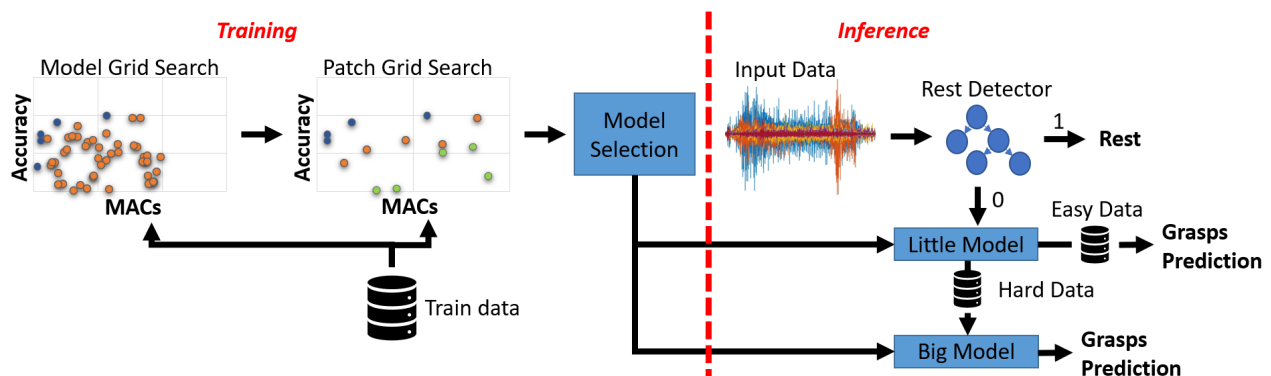 Training
Inference
Model Grid Search
Accuracy
MACs
Patch Grid Search
Accuracy
MACs
Train data
Model
Selection
Input Data
Rest Detector
1
Rest
0
Little Model
Easy Data
Grasps
Prediction
Hard Data
Big Model
Grasps
Prediction